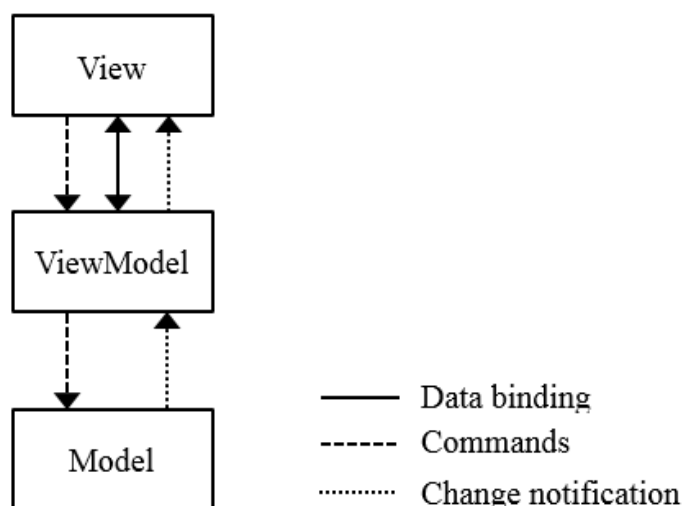 View
ViewModel
Model
Data binding
Commands
Change notification